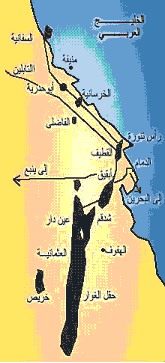 الخليج
العربي
السفانية
منيفة
التابلين
أبوحدرية
الخرسانية
الفاضلي
رأس تنورة
القطيف
الدمام
إلى ينبع
أبقيق
إلى البحرين
شدقم
عين دار
العثمانية
الهفوف
خريص
حقل الغوار